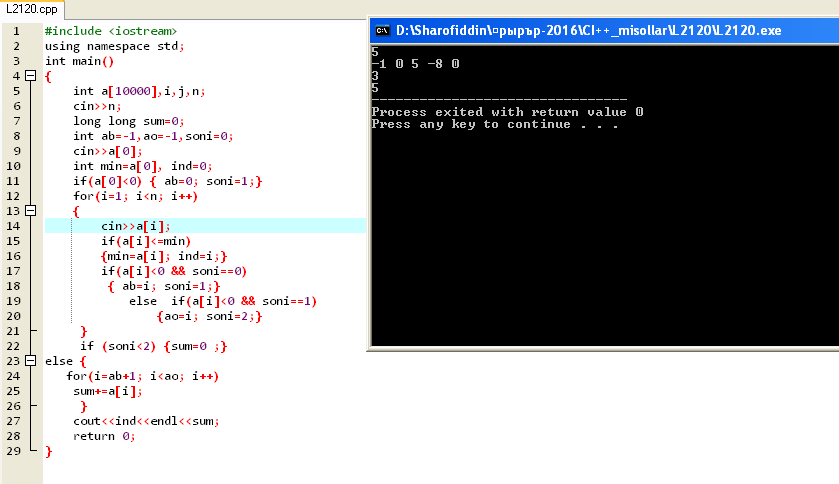 L2120.cpp
1 #include <iostream>
2 using namespace std;
3 int main()
4 {
5 int a[10000],i,j,n;
6 cin>>n;
7 long long sum=0;
8 int ab=-1,ao=-1,soni=0;
9 cin>>a[0];
10 int min=a[0], ind=0;
11 if(a[0]<0) { ab=0; soni=1;}
12 for(i=1; i<n; i++)
13 {
14 cin>>a[i];
15 if(a[i]<=min)
16 {min=a[i]; ind=i;}
17 if(a[i]<0 && soni==0)
18 { ab=i; soni=1;}
19 else  if(a[i]<0 && soni==1)
20 {ao=i; soni=2;}
21 }
22 if (soni<2) {sum=0 ;}
23 else {
24 for(i=ab+1; i<ao; i++)
25 sum+=a[i];
26 }
27 cout<<ind<<endl<<sum;
28 return 0;
29 }
D:\Sharofiddin\¤рырър-2016\CI++_misollar\L2120\L2120.exe
5
-1 0 5 -8 0
3
5
--------------------------------
Process exited with return value 0
Press any key to continue . . .